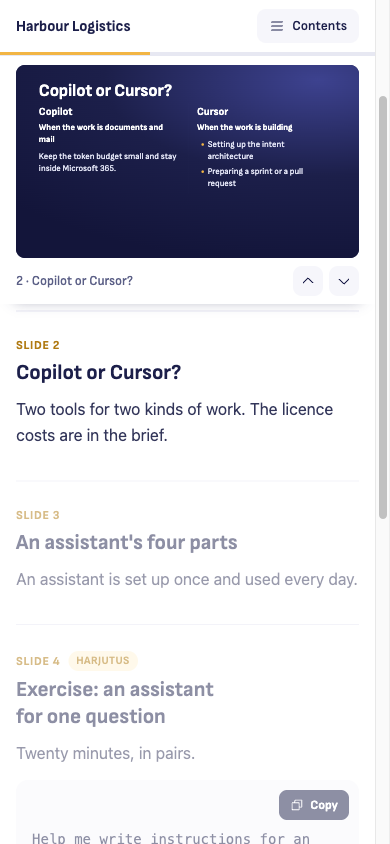 Harbour Logistics
Contents
Copilot or Cursor?
Copilot
When the work is documents and
mail
Keep the token budget small and stay
inside Microsoft 365.
Cursor
When the work is building
• Setting up the intent
architecture
• Preparing a sprint or a pull
request
2 · Copilot or Cursor?
SLIDE 2
Copilot or Cursor?
Two tools for two kinds of work. The licence
costs are in the brief.
SLIDE 3
An assistant's four parts
An assistant is set up once and used every day.
SLIDE 4 HARJUTUS
Exercise: an assistant
for one question
Twenty minutes, in pairs.
Copy
Help me write instructions for an